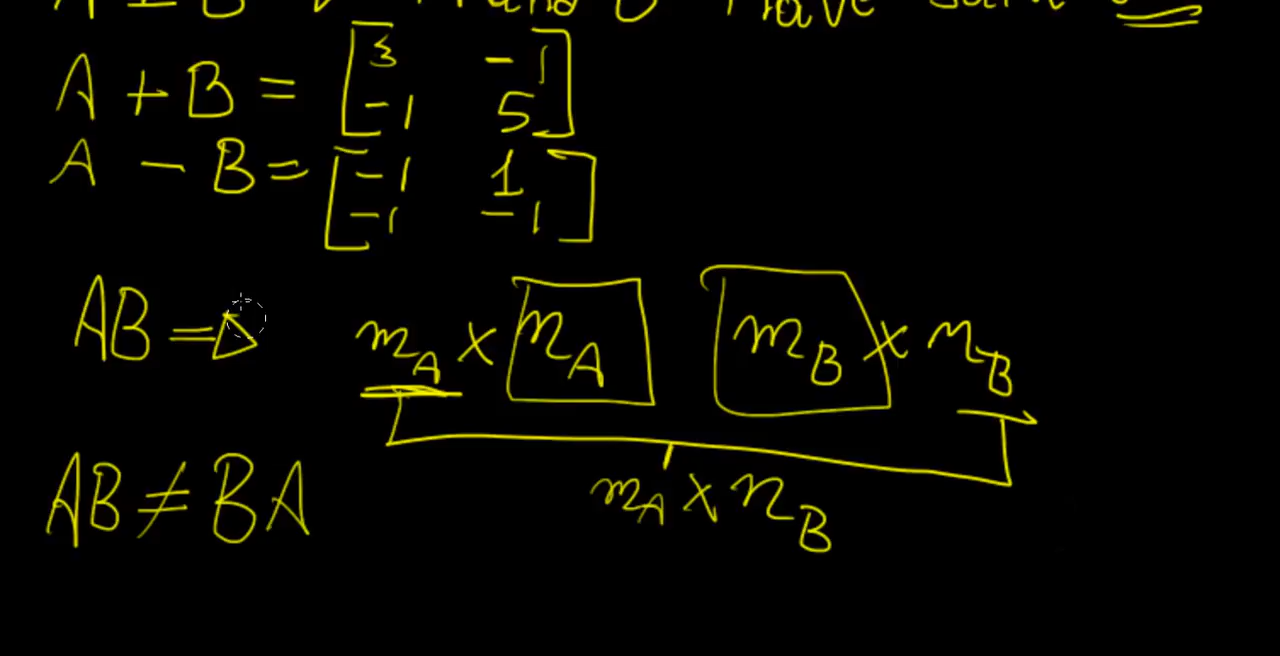 A + B = [3 -1
-1 5]
A - B = [-1 1
-1 -1]
AB =
m_A × n_A m_B × n_B
m_A × n_B
AB ≠ BA